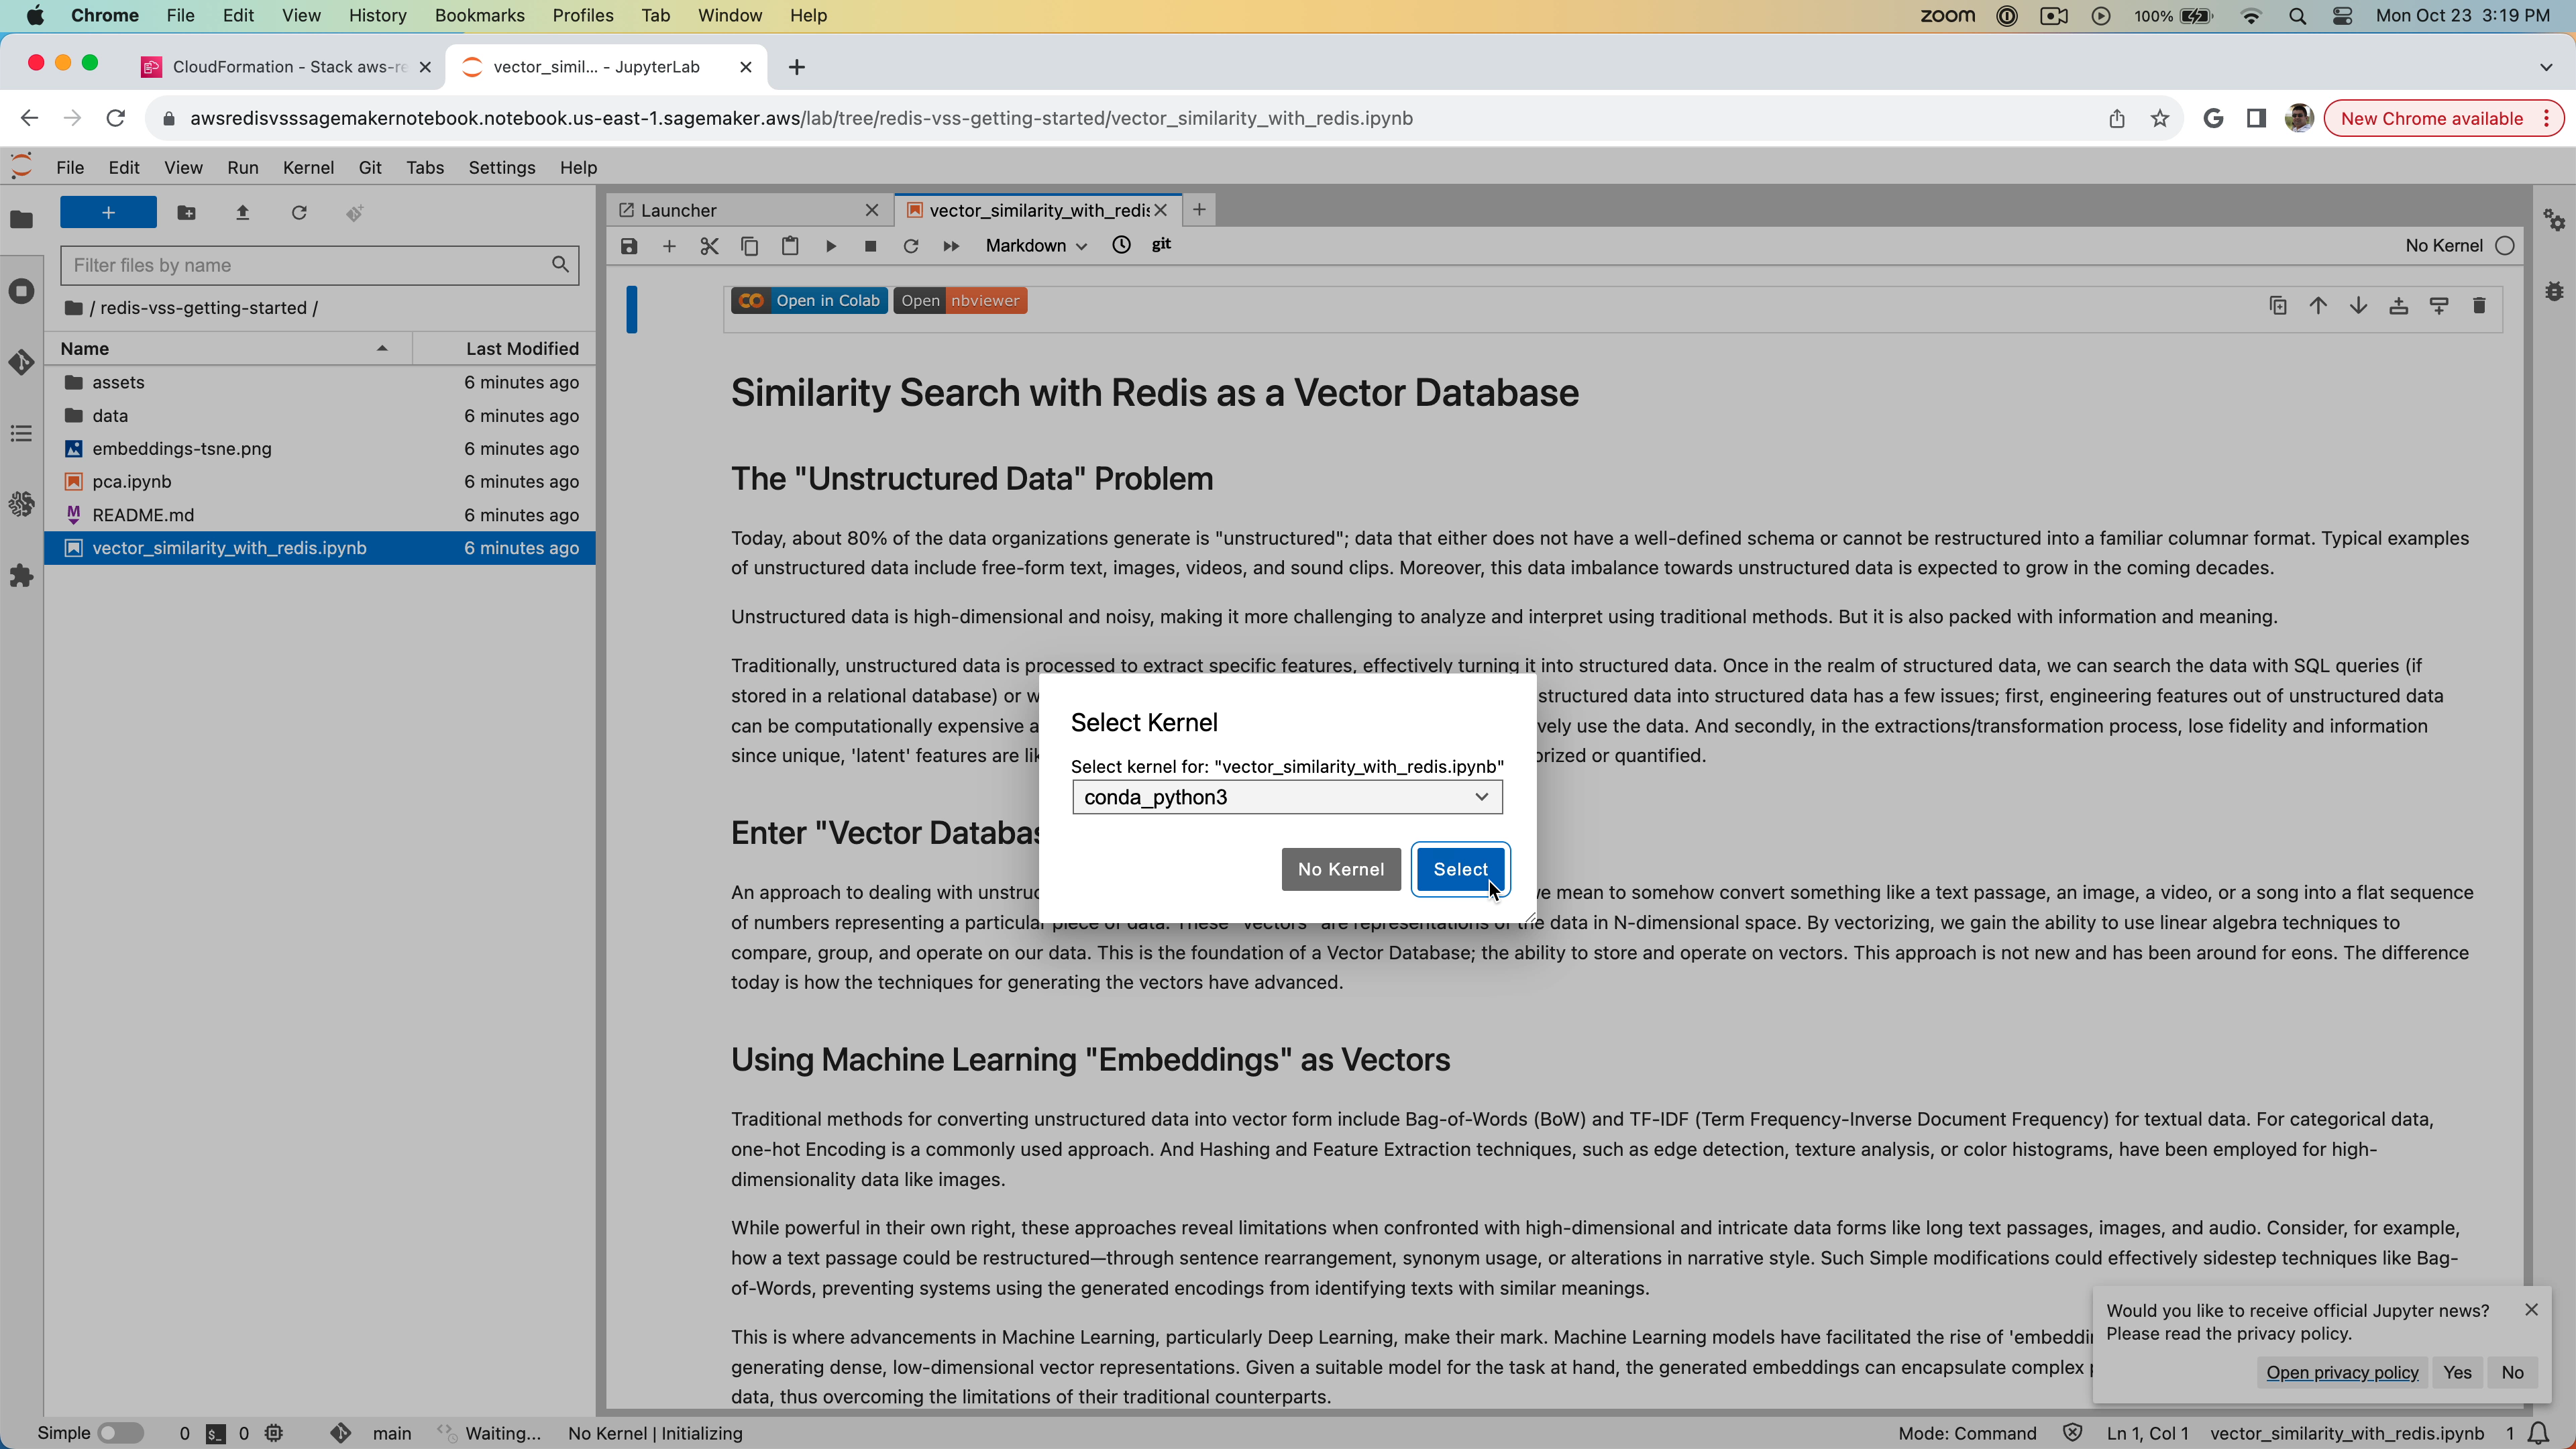 Chrome File Edit View History Bookmarks Profiles Tab Window Help
zoom 100% Mon Oct 23 3:19 PM
CloudFormation - Stack aws-re
vector_simil... - JupyterLab
awsredisvsssagemakernotebook.notebook.us-east-1.sagemaker.aws/lab/tree/redis-vss-getting-started/vector_similarity_with_redis.ipynb
New Chrome available
File Edit View Run Kernel Git Tabs Settings Help
Filter files by name
/ redis-vss-getting-started /
Name Last Modified
assets 6 minutes ago
data 6 minutes ago
embeddings-tsne.png 6 minutes ago
pca.ipynb 6 minutes ago
README.md 6 minutes ago
vector_similarity_with_redis.ipynb 6 minutes ago
Launcher
vector_similarity_with_redis
Markdown git
No Kernel
Open in Colab Open nbviewer
Similarity Search with Redis as a Vector Database
The "Unstructured Data" Problem
Today, about 80% of the data organizations generate is "unstructured"; data that either does not have a well-defined schema or cannot be restructured into a familiar columnar format. Typical examples
of unstructured data include free-form text, images, videos, and sound clips. Moreover, this data imbalance towards unstructured data is expected to grow in the coming decades.
Unstructured data is high-dimensional and noisy, making it more challenging to analyze and interpret using traditional methods. But it is also packed with information and meaning.
Traditionally, unstructured data is processed to extract specific features, effectively turning it into structured data. Once in the realm of structured data, we can search the data with SQL queries (if
stored in a relational database) or w structured data into structured data has a few issues; first, engineering features out of unstructured data
can be computationally expensive a vely use the data. And secondly, in the extractions/transformation process, lose fidelity and information
since unique, 'latent' features are lik orized or quantified.
Select Kernel
Select kernel for: "vector_similarity_with_redis.ipynb"
conda_python3
No Kernel Select
Enter "Vector Databas
An approach to dealing with unstruc e mean to somehow convert something like a text passage, an image, a video, or a song into a flat sequence
of numbers representing a particular piece of data. These "vectors" are representations of the data in N-dimensional space. By vectorizing, we gain the ability to use linear algebra techniques to
compare, group, and operate on our data. This is the foundation of a Vector Database; the ability to store and operate on vectors. This approach is not new and has been around for eons. The difference
today is how the techniques for generating the vectors have advanced.
Using Machine Learning "Embeddings" as Vectors
Traditional methods for converting unstructured data into vector form include Bag-of-Words (BoW) and TF-IDF (Term Frequency-Inverse Document Frequency) for textual data. For categorical data,
one-hot Encoding is a commonly used approach. And Hashing and Feature Extraction techniques, such as edge detection, texture analysis, or color histograms, have been employed for high-
dimensionality data like images.
While powerful in their own right, these approaches reveal limitations when confronted with high-dimensional and intricate data forms like long text passages, images, and audio. Consider, for example,
how a text passage could be restructured—through sentence rearrangement, synonym usage, or alterations in narrative style. Such Simple modifications could effectively sidestep techniques like Bag-
of-Words, preventing systems using the generated encodings from identifying texts with similar meanings.
This is where advancements in Machine Learning, particularly Deep Learning, make their mark. Machine Learning models have facilitated the rise of 'embeddin
generating dense, low-dimensional vector representations. Given a suitable model for the task at hand, the generated embeddings can encapsulate complex p
data, thus overcoming the limitations of their traditional counterparts.
Would you like to receive official Jupyter news?
Please read the privacy policy.
Open privacy policy Yes No
Simple 0 0 main Waiting... No Kernel | Initializing
Mode: Command Ln 1, Col 1 vector_similarity_with_redis.ipynb 1